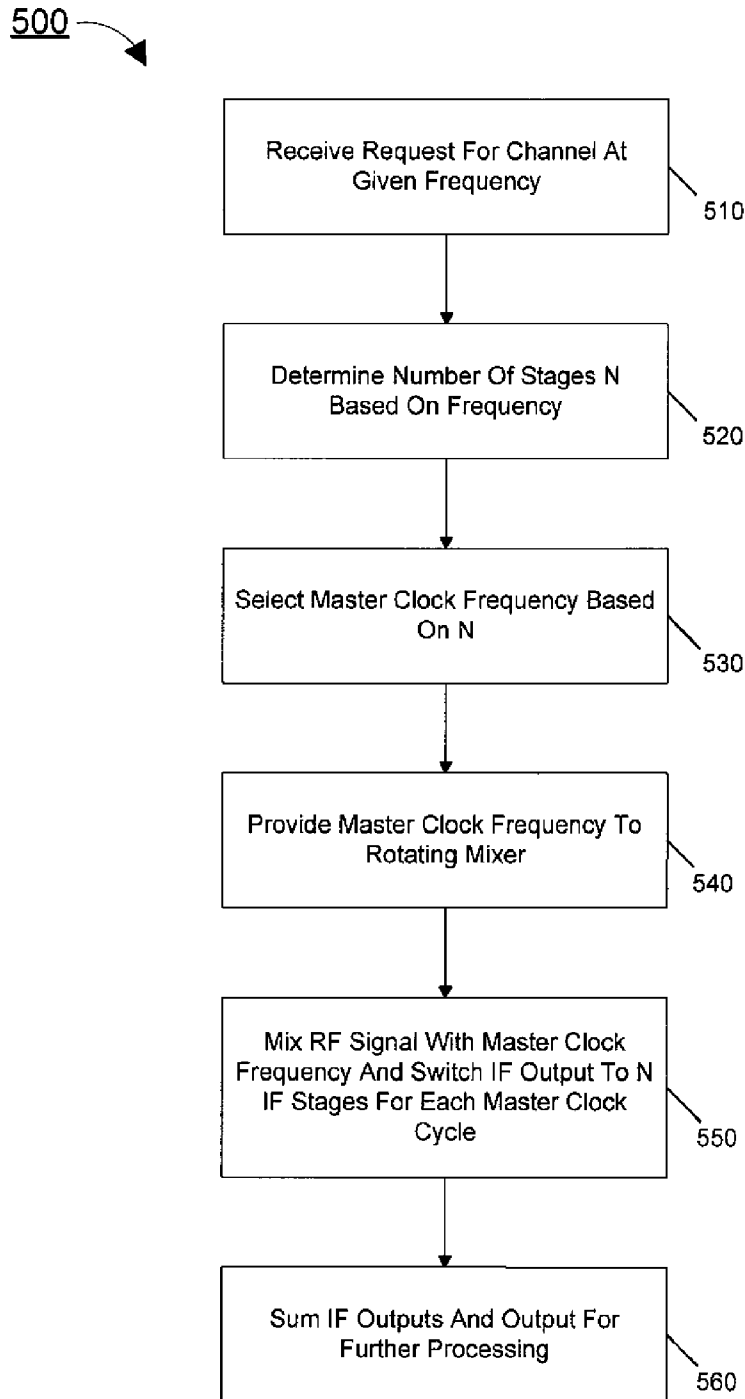 500
Receive Request For Channel At
Given Frequency
510
Determine Number Of Stages N
Based On Frequency
520
Select Master Clock Frequency Based
On N
530
Provide Master Clock Frequency To
Rotating Mixer
540
Mix RF Signal With Master Clock
Frequency And Switch IF Output To N
IF Stages For Each Master Clock
Cycle
550
Sum IF Outputs And Output For
Further Processing
560